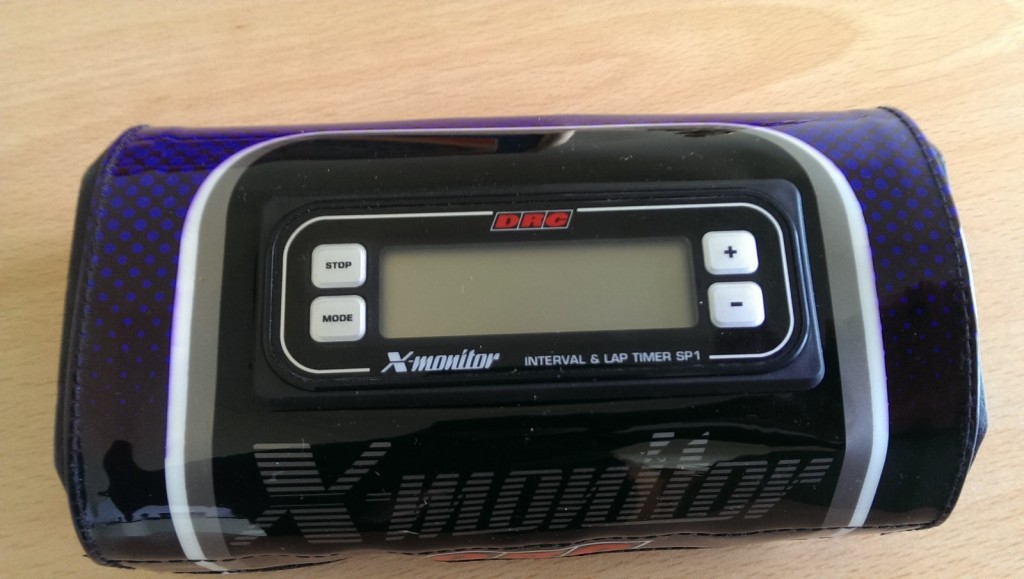 DRC
STOP
+
MODE
-
X-monitor
INTERVAL & LAP TIMER SP1
X-monitor